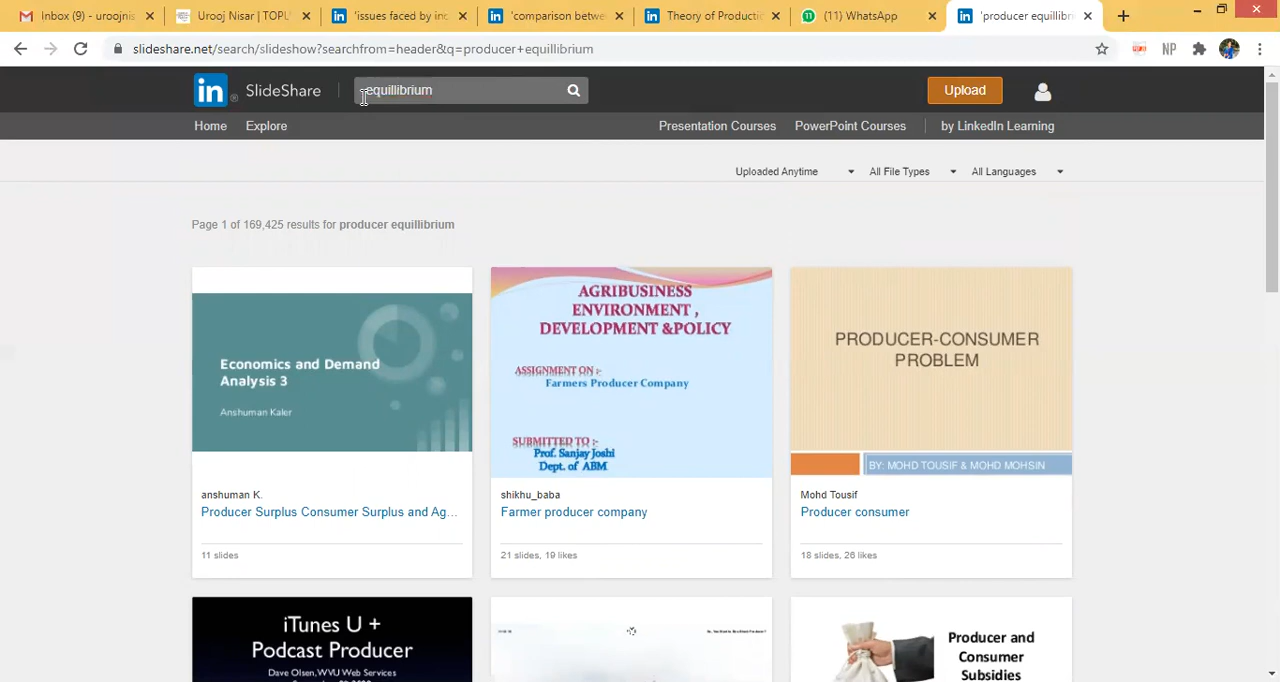 Inbox (9) - uroojnis
Urooj Nisar | TOPU
'issues faced by inc
'comparison betwe
Theory of Producti
(11) WhatsApp
'producer equillibri
slideshare.net/search/slideshow?searchfrom=header&q=producer+equillibrium
NP
in SlideShare
equillibrium
Upload
Home
Explore
Presentation Courses
PowerPoint Courses
by LinkedIn Learning
Uploaded Anytime
All File Types
All Languages
Page 1 of 169,425 results for producer equillibrium
Economics and Demand
Analysis 3
Anshuman Kaler
anshuman K.
Producer Surplus Consumer Surplus and Ag...
11 slides
AGRIBUSINESS
ENVIRONMENT ,
DEVELOPMENT &POLICY
ASSIGNMENT ON :-
Farmers Producer Company
SUBMITTED TO :-
Prof. Sanjay Joshi
Dept. of ABM
shikhu_baba
Farmer producer company
21 slides, 19 likes
PRODUCER-CONSUMER
PROBLEM
BY: MOHD TOUSIF & MOHD MOHSIN
Mohd Tousif
Producer consumer
18 slides, 26 likes
iTunes U +
Podcast Producer
Dave Olsen, WVU Web Services
Producer and
Consumer
Subsidies